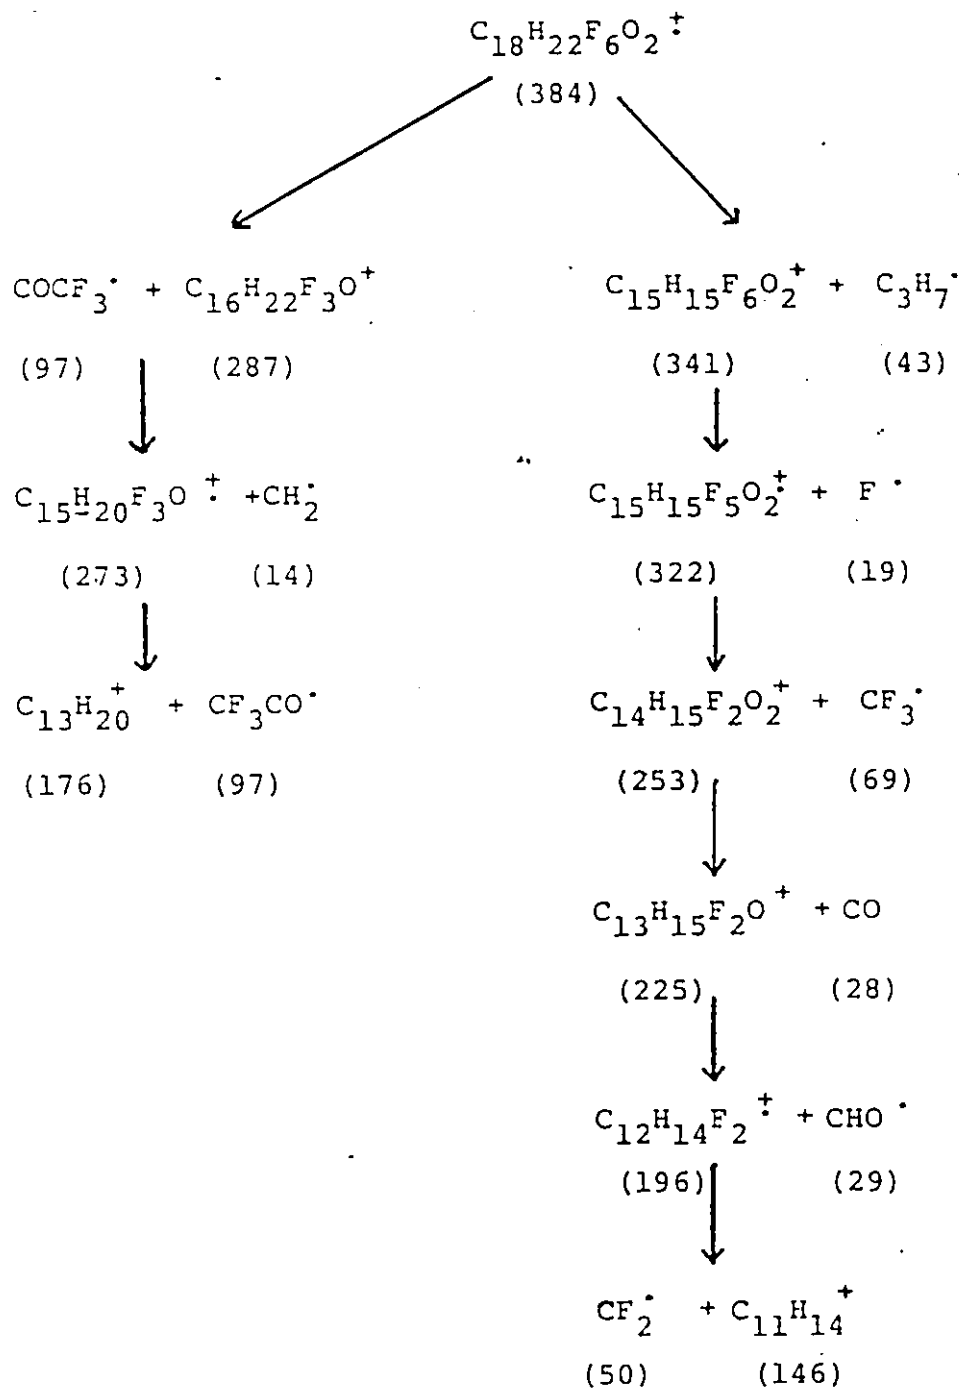 C18H22F6O2 +•
(384)
COCF3• + C16H22F3O+ C15H15F6O2+ + C3H7•
(97) (287) (341) (43)
C15H20F3O +• +CH2• C15H15F5O2+• + F •
(273) (14) (322) (19)
C13H20+ + CF3CO• C14H15F2O2+ + CF3•
(176) (97) (253) (69)
C13H15F2O + + CO
(225) (28)
C12H14F2 +• + CHO •
(196) (29)
CF2• + C11H14+
(50) (146)